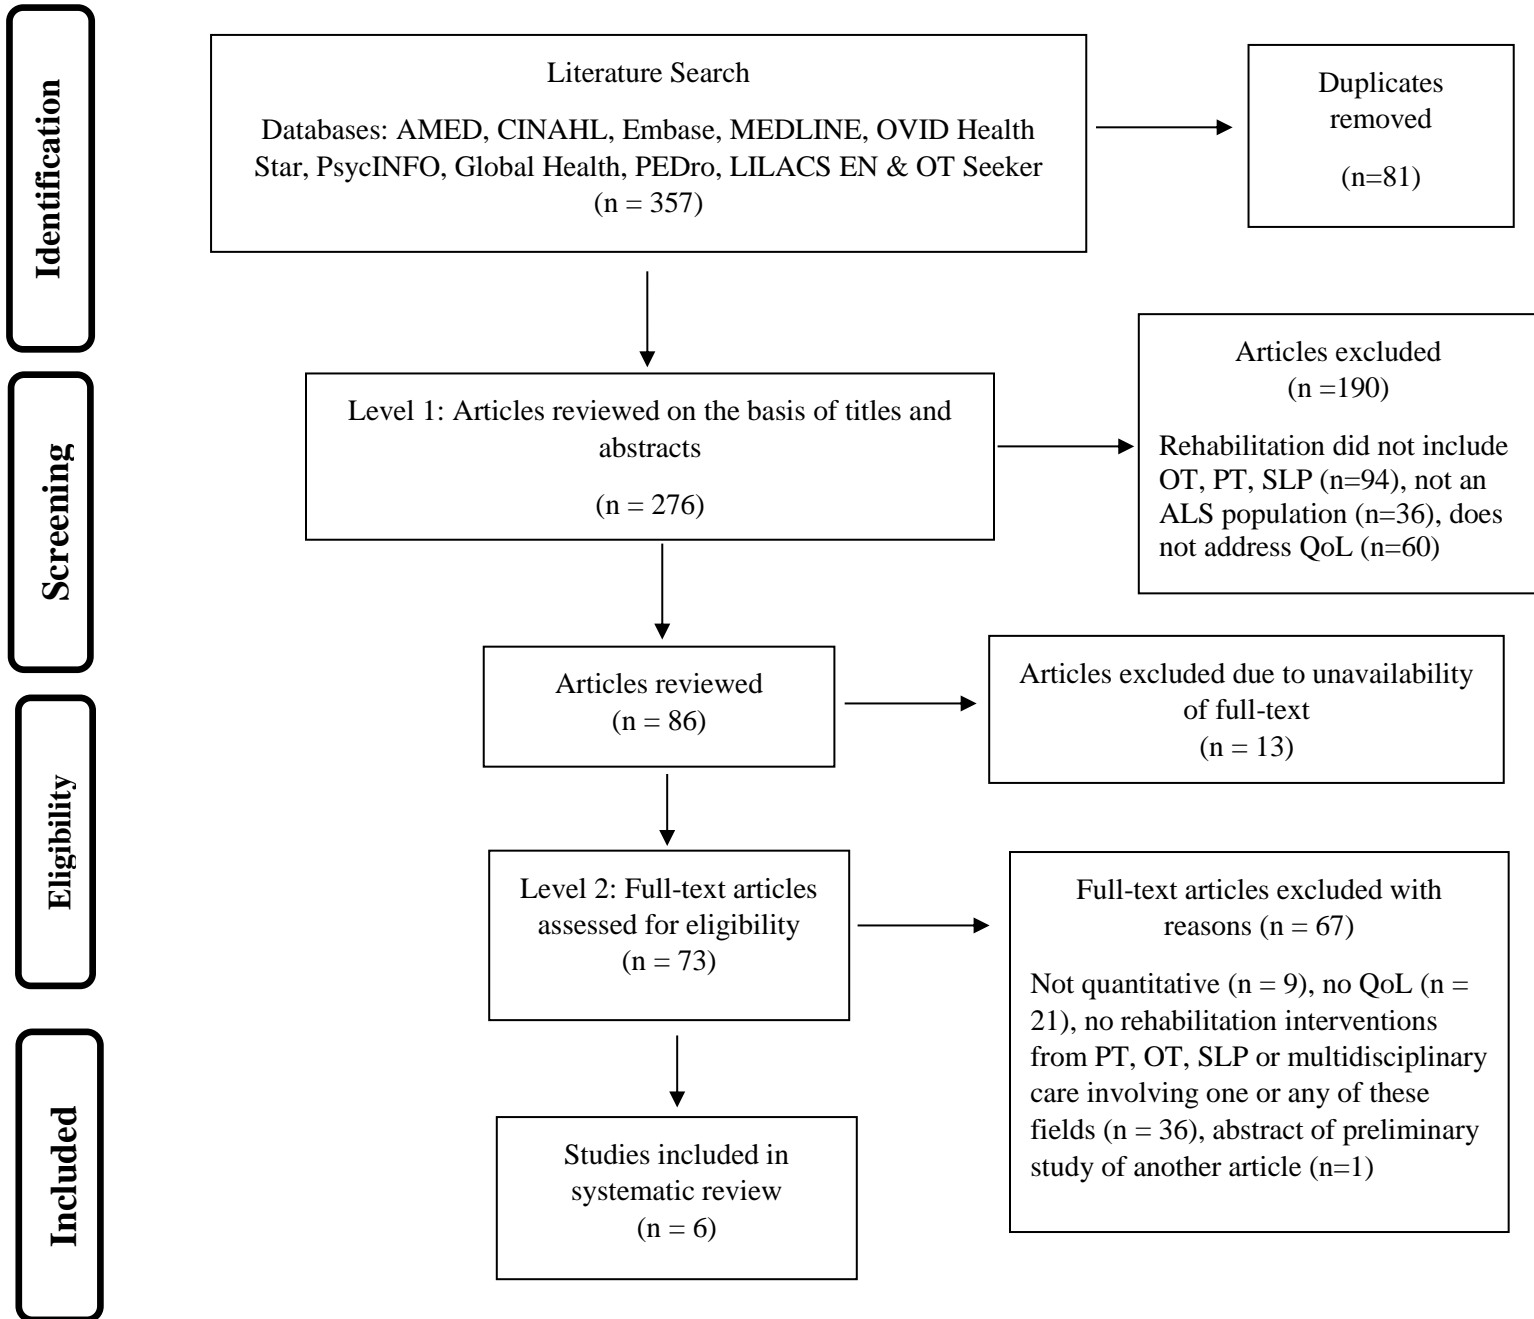 Identification
Literature Search
Databases: AMED, CINAHL, Embase, MEDLINE, OVID Health
Star, PsycINFO, Global Health, PEDro, LILACS EN & OT Seeker
(n = 357)
Duplicates
removed
(n=81)
Screening
Level 1: Articles reviewed on the basis of titles and
abstracts
(n = 276)
Articles excluded
(n =190)
Rehabilitation did not include
OT, PT, SLP (n=94), not an
ALS population (n=36), does
not address QoL (n=60)
Articles reviewed
(n = 86)
Articles excluded due to unavailability
of full-text
(n = 13)
Eligibility
Level 2: Full-text articles
assessed for eligibility
(n = 73)
Full-text articles excluded with
reasons (n = 67)
Not quantitative (n = 9), no QoL (n =
21), no rehabilitation interventions
from PT, OT, SLP or multidisciplinary
care involving one or any of these
fields (n = 36), abstract of preliminary
study of another article (n=1)
Included
Studies included in
systematic review
(n = 6)